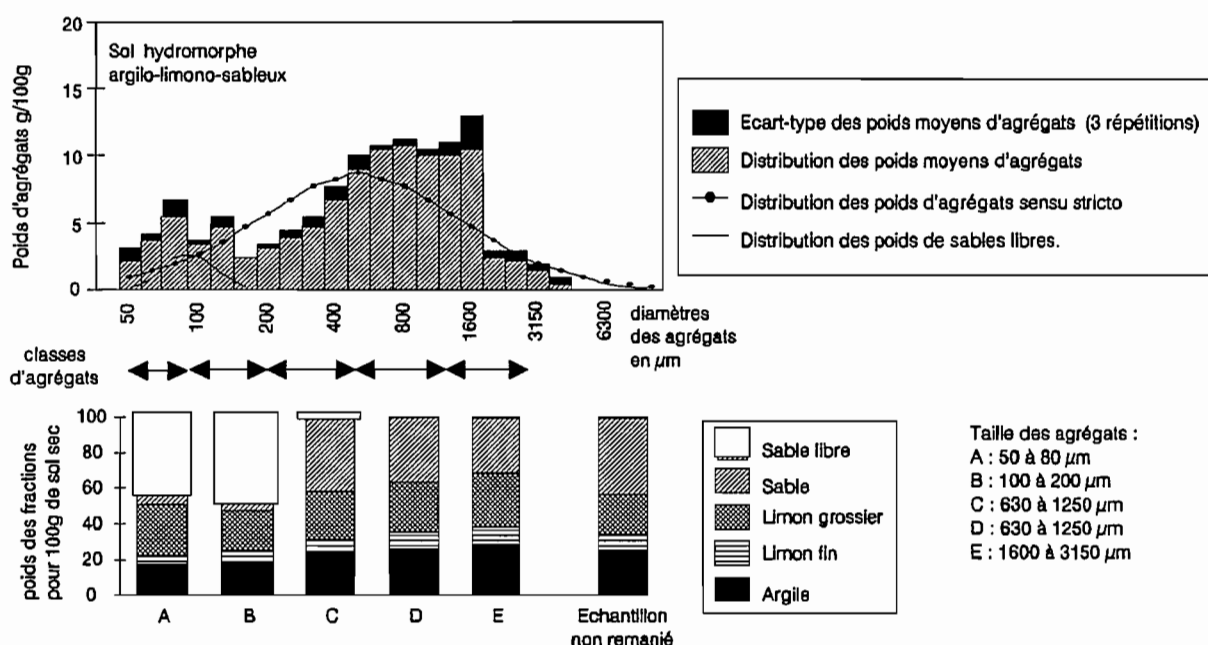 20
15
10
5
0
Poids d'agrégats g/100g
Sol hydromorphe
argilo-limono-sableux
50
100
200
400
800
1600
3150
6300
diamètres
des agrégats
en µm
Ecart-type des poids moyens d'agrégats (3 répétitions)
Distribution des poids moyens d'agrégats
Distribution des poids d'agrégats sensu stricto
Distribution des poids de sables libres.
classes
d'agrégats
poids des fractions
pour 100g de sol sec
100
80
60
40
20
0
A
B
C
D
E
Echantillon
non remanié
Sable libre
Sable
Limon grossier
Limon fin
Argile
Taille des agrégats :
A : 50 à 80 µm
B : 100 à 200 µm
C : 630 à 1250 µm
D : 630 à 1250 µm
E : 1600 à 3150 µm